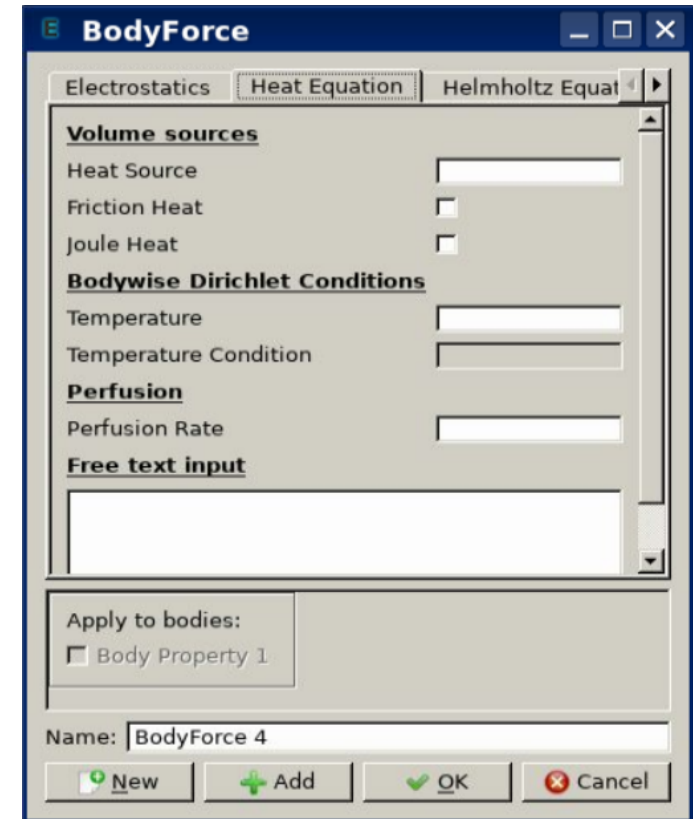 E BodyForce
Electrostatics Heat Equation Helmholtz Equat
Volume sources
Heat Source
Friction Heat
Joule Heat
Bodywise Dirichlet Conditions
Temperature
Temperature Condition
Perfusion
Perfusion Rate
Free text input
Apply to bodies:
Body Property 1
Name: BodyForce 4
New Add OK Cancel